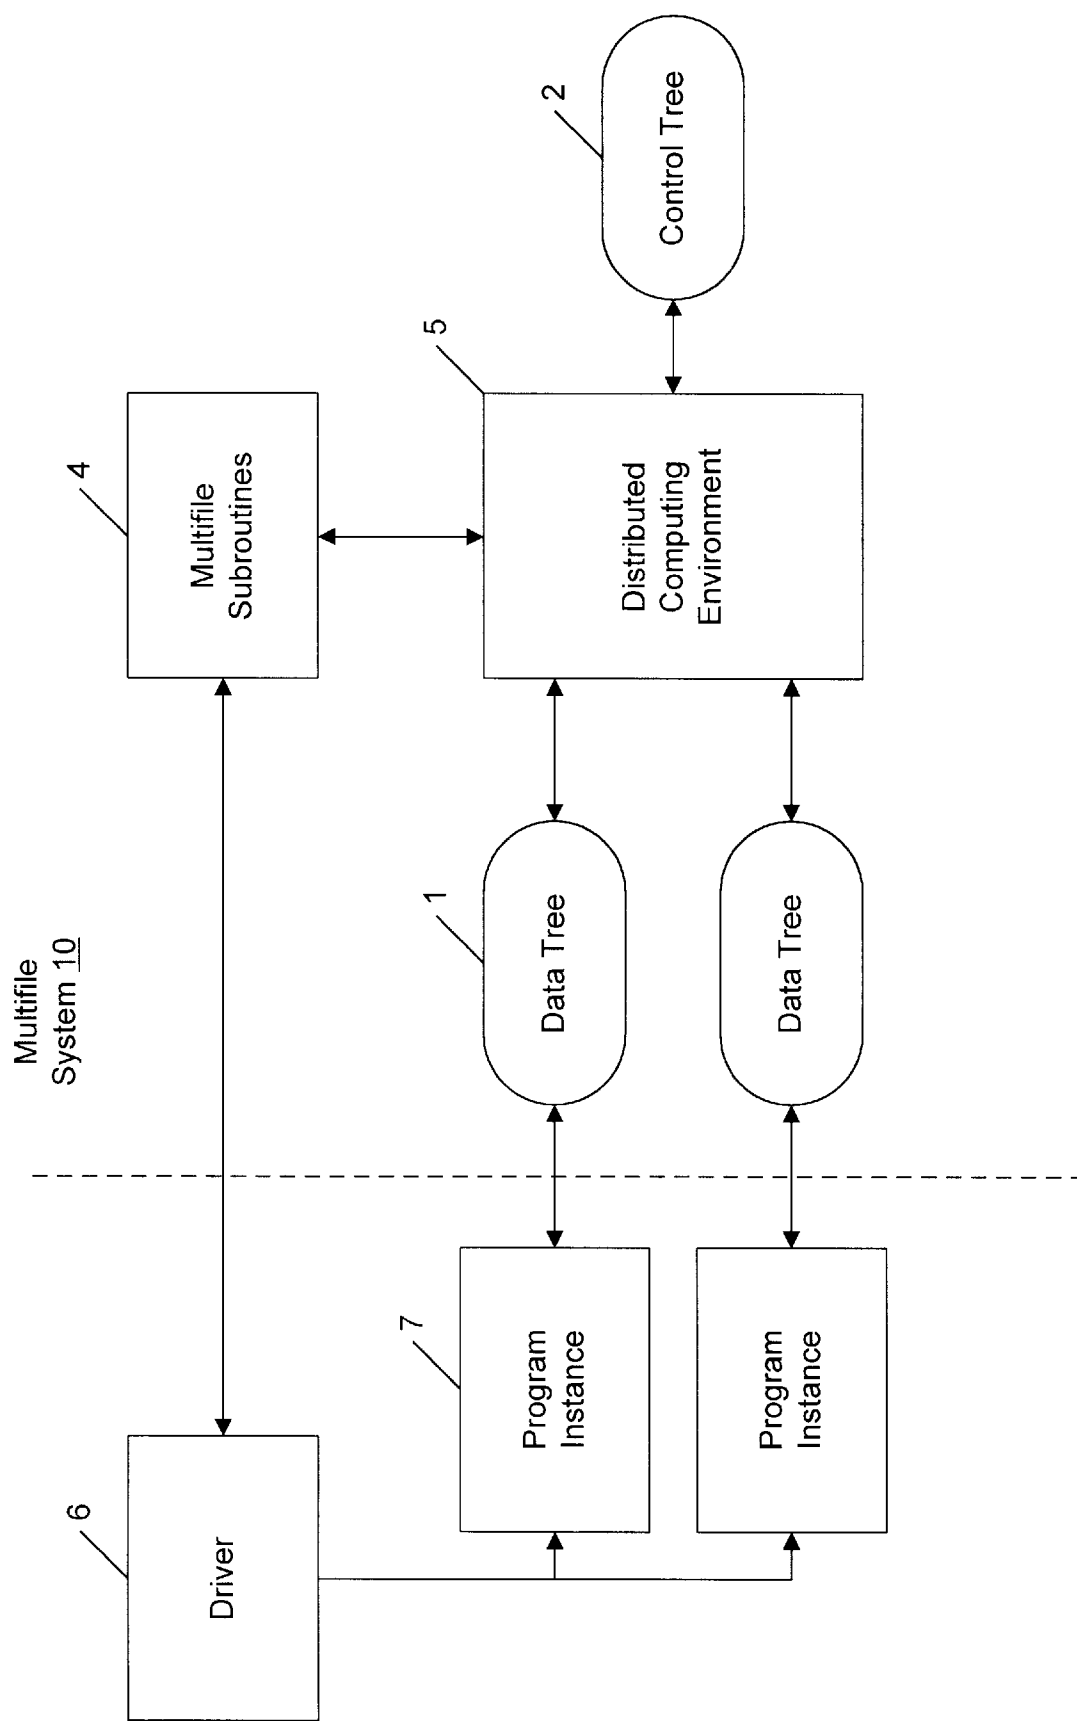 Multifile
System 10
6
Driver
4
Multifile
Subroutines
7
Program
Instance
1
Data Tree
5
Distributed
Computing
Environment
2
Control Tree
Program
Instance
Data Tree